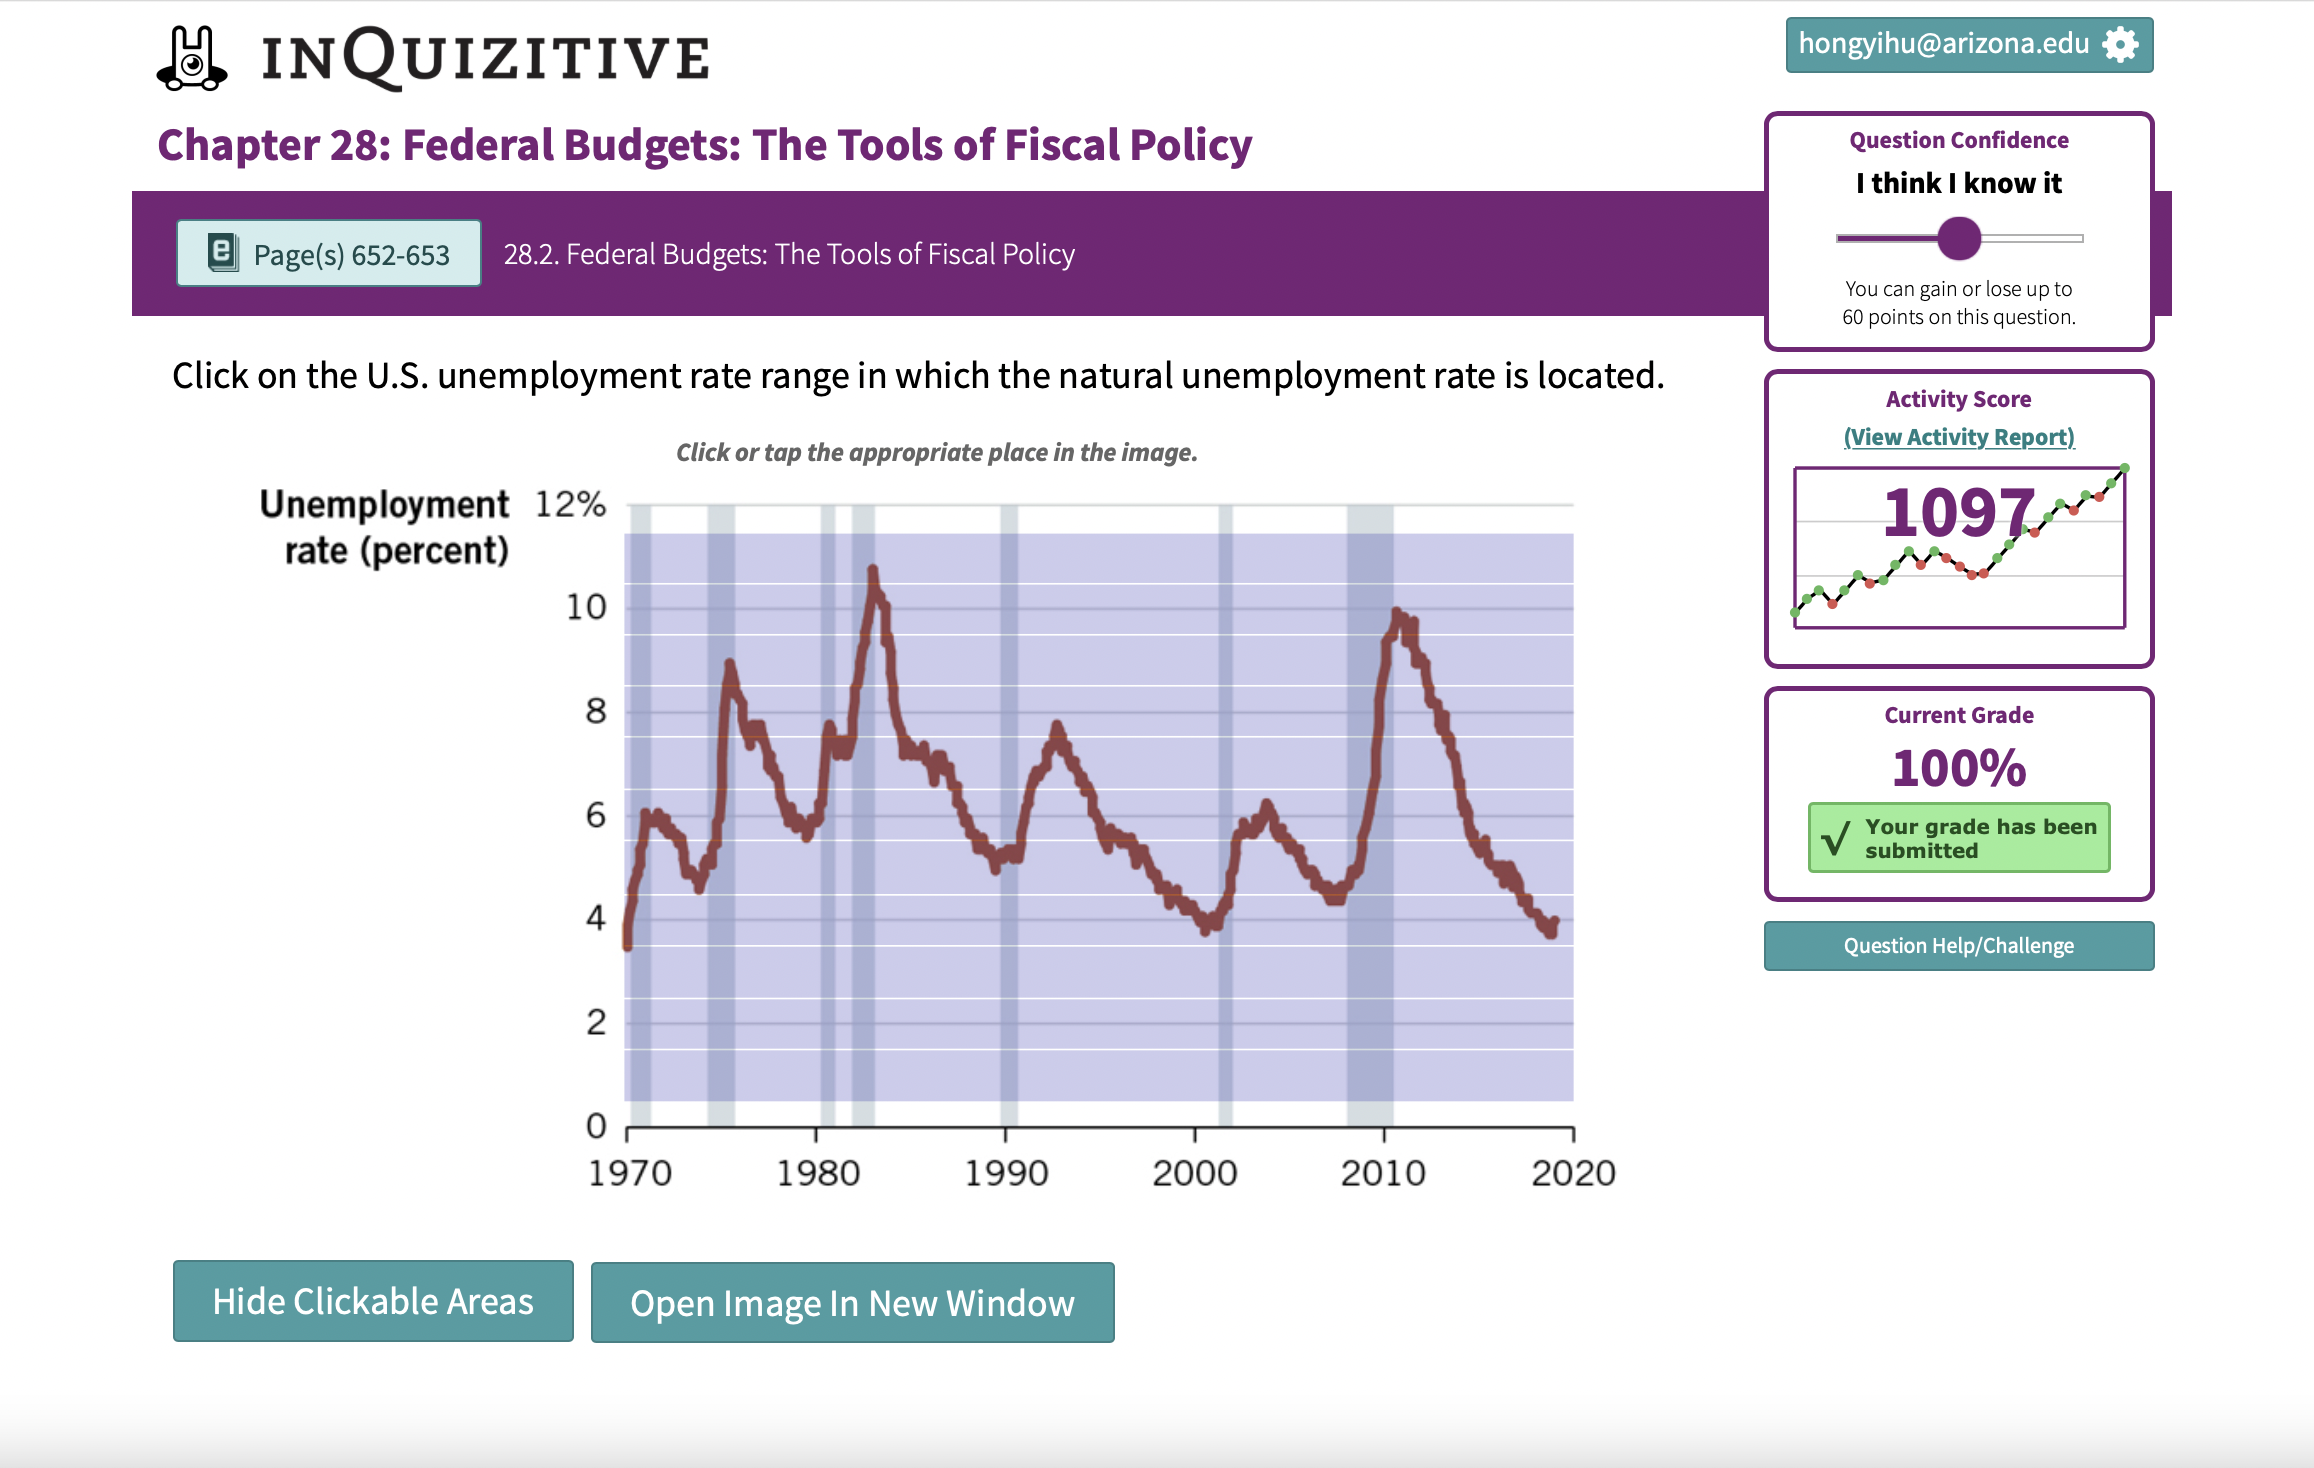 INQUIZITIVE
hongyihu@arizona.edu
Chapter 28: Federal Budgets: The Tools of Fiscal Policy
e Page(s) 652-653
28.2. Federal Budgets: The Tools of Fiscal Policy
Question Confidence
I think I know it
You can gain or lose up to
60 points on this question.
Click on the U.S. unemployment rate range in which the natural unemployment rate is located.
Click or tap the appropriate place in the image.
Unemployment
rate (percent)
12%
10
8
6
4
2
0
1970 1980 1990 2000 2010 2020
Activity Score
(View Activity Report)
1097
Current Grade
100%
√ Your grade has been
submitted
Question Help/Challenge
Hide Clickable Areas
Open Image In New Window